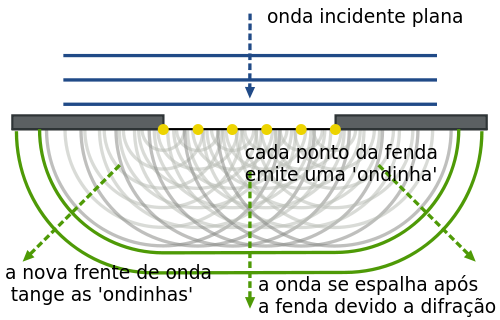 onda incidente plana
cada ponto da fenda
emite uma 'ondinha'
a nova frente de onda
tange as 'ondinhas'
a onda se espalha após
a fenda devido a difração